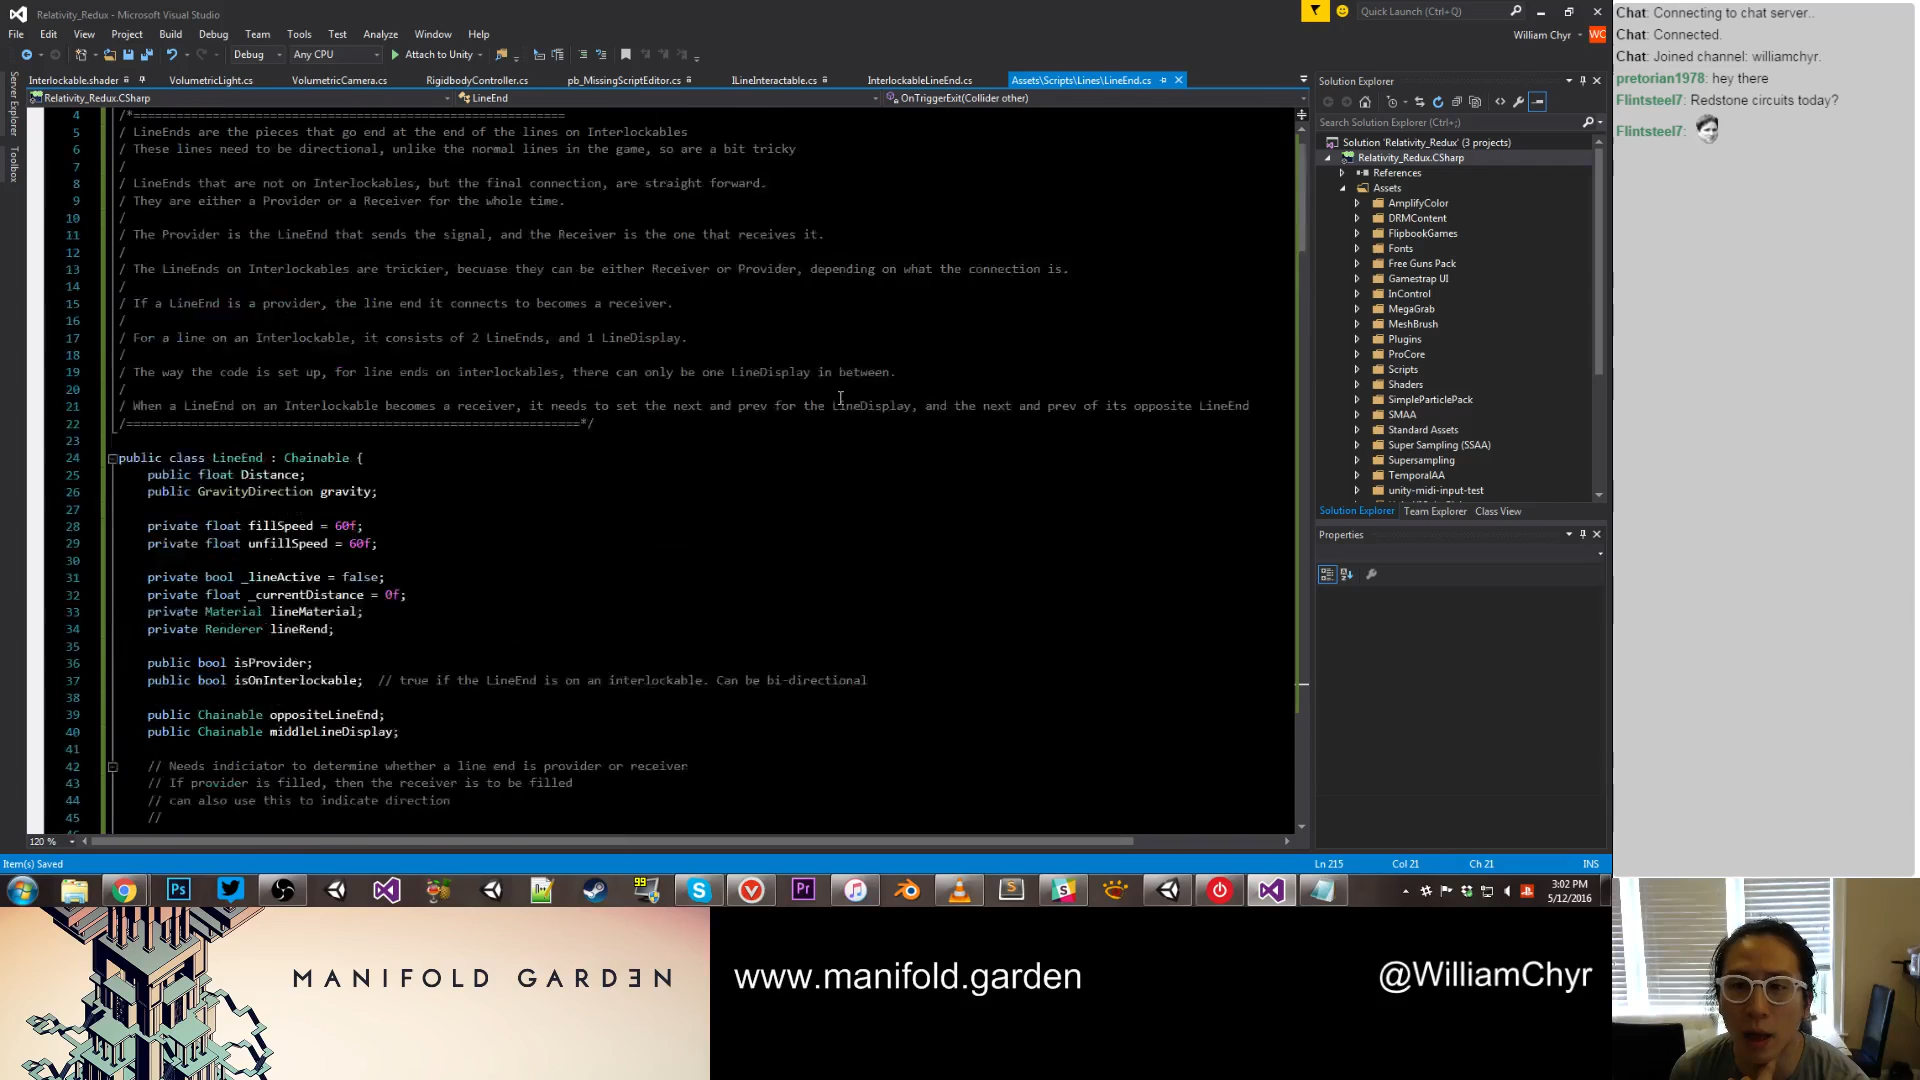 Relativity_Redux - Microsoft Visual Studio
Quick Launch (Ctrl+Q)
File Edit View Project Build Debug Team Tools Test Analyze Window Help
William Chyr WC
Debug Any CPU Attach to Unity
Interlockable.shader VolumetricLight.cs VolumetricCamera.cs RigidbodyController.cs pb_MissingScriptEditor.cs ILineInteractable.cs InterlockableLineEnd.cs Assets\Scripts\Lines\LineEnd.cs
Relativity_Redux.CSharp LineEnd OnTriggerExit(Collider other)
Server Explorer
Toolbox
4 /*============================================================
5 / LineEnds are the pieces that go end at the end of the lines on Interlockables
6 / These lines need to be directional, unlike the normal lines in the game, so are a bit tricky
7 /
8 / LineEnds that are not on Interlockables, but the final connection, are straight forward.
9 / They are either a Provider or a Receiver for the whole time.
10 /
11 / The Provider is the LineEnd that sends the signal, and the Receiver is the one that receives it.
12 /
13 / The LineEnds on Interlockables are trickier, becuase they can be either Receiver or Provider, depending on what the connection is.
14 /
15 / If a LineEnd is a provider, the line end it connects to becomes a receiver.
16 /
17 / For a line on an Interlockable, it consists of 2 LineEnds, and 1 LineDisplay.
18 /
19 / The way the code is set up, for line ends on interlockables, there can only be one LineDisplay in between.
20 /
21 / When a LineEnd on an Interlockable becomes a receiver, it needs to set the next and prev for the LineDisplay, and the next and prev of its opposite LineEnd
22 /===============================================================*/
23
24 public class LineEnd : Chainable {
25 public float Distance;
26 public GravityDirection gravity;
27
28 private float fillSpeed = 60f;
29 private float unfillSpeed = 60f;
30
31 private bool _lineActive = false;
32 private float _currentDistance = 0f;
33 private Material lineMaterial;
34 private Renderer lineRend;
35
36 public bool isProvider;
37 public bool isOnInterlockable; // true if the LineEnd is on an interlockable. Can be bi-directional
38
39 public Chainable oppositeLineEnd;
40 public Chainable middleLineDisplay;
41
42 // Needs indiciator to determine whether a line end is provider or receiver
43 // If provider is filled, then the receiver is to be filled
44 // can also use this to indicate direction
45 //
120 %
Item(s) Saved Ln 215 Col 21 Ch 21 INS
Solution Explorer
Search Solution Explorer (Ctrl+;)
Solution 'Relativity_Redux' (3 projects)
Relativity_Redux.CSharp
References
Assets
AmplifyColor
DRMContent
FlipbookGames
Fonts
Free Guns Pack
Gamestrap UI
InControl
MegaGrab
MeshBrush
Plugins
ProCore
Scripts
Shaders
SimpleParticlePack
SMAA
Standard Assets
Super Sampling (SSAA)
Supersampling
TemporalAA
unity-midi-input-test
Solution Explorer Team Explorer Class View
Properties
Chat: Connecting to chat server..
Chat: Connected.
Chat: Joined channel: williamchyr.
pretorian1978: hey there
Flintsteel7: Redstone circuits today?
Flintsteel7:
Ps
99
Pr
3:02 PM
5/12/2016
MANIFOLD GARDƎN
www.manifold.garden
@WilliamChyr